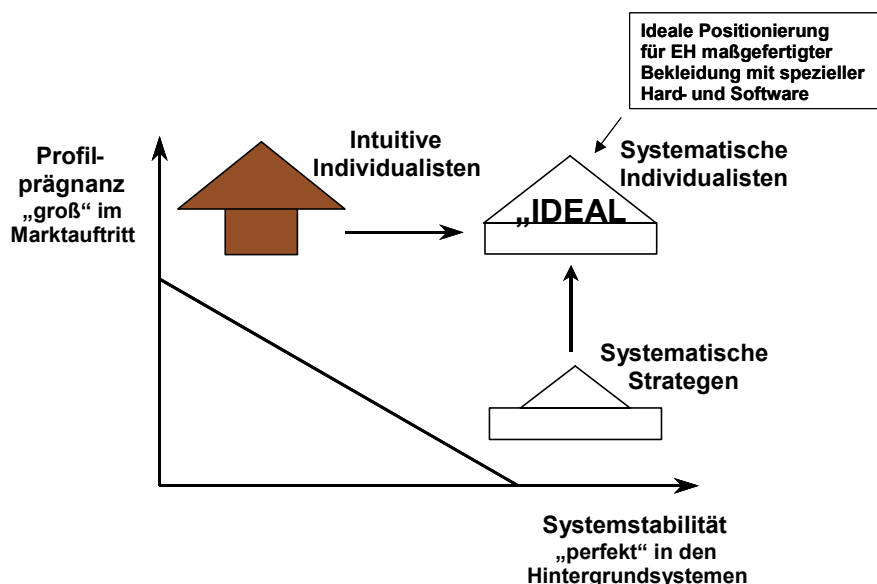 Ideale Positionierung
für EH maßgefertigter
Bekleidung mit spezieller
Hard- und Software
Profil-
prägnanz
„groß“ im
Marktauftritt
Intuitive
Individualisten
Systematische
Individualisten
„IDEAL
Systematische
Strategen
Systemstabilität
„perfekt“ in den
Hintergrundsystemen